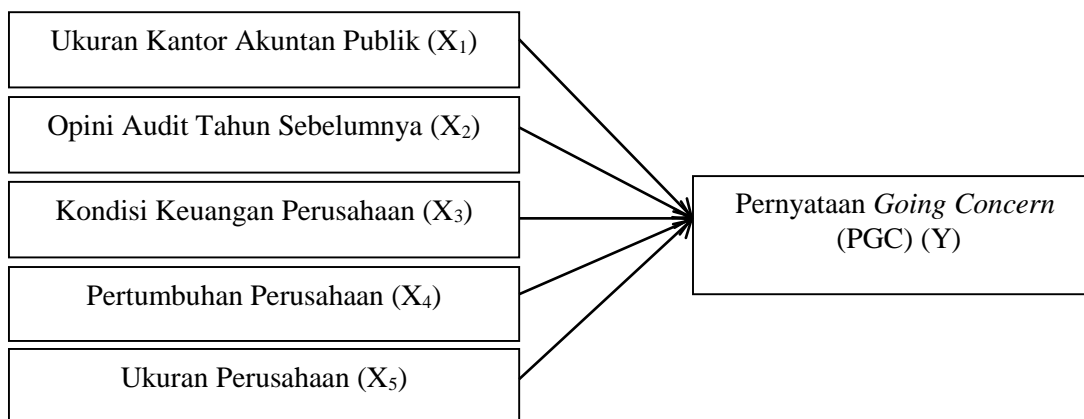 Ukuran Kantor Akuntan Publik (X₁)
Opini Audit Tahun Sebelumnya (X₂)
Kondisi Keuangan Perusahaan (X₃)
Pertumbuhan Perusahaan (X₄)
Ukuran Perusahaan (X₅)
Pernyataan Going Concern
(PGC) (Y)